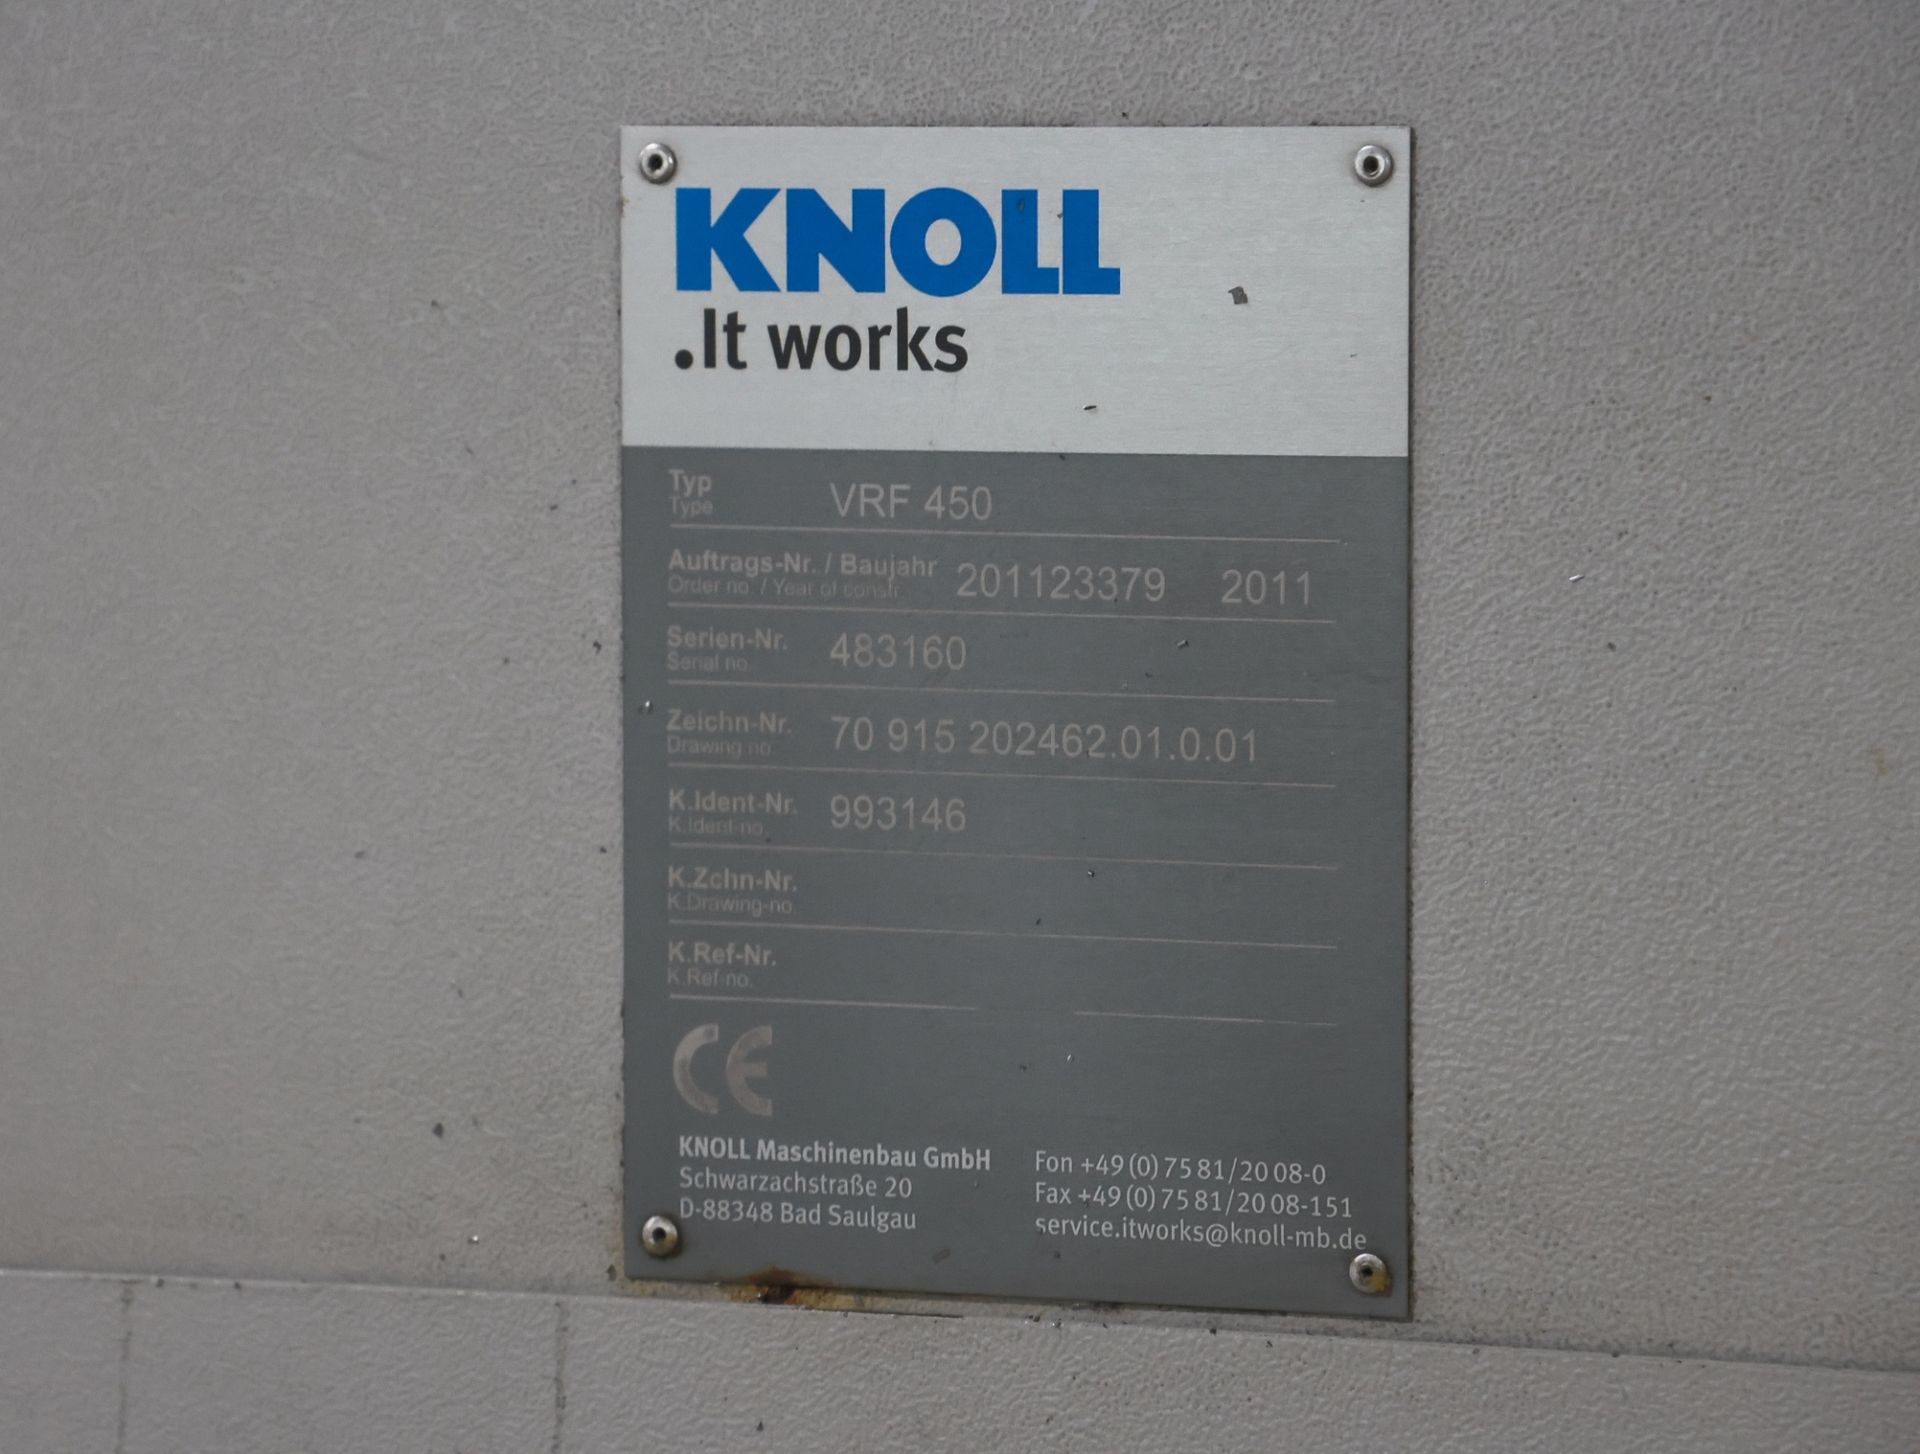 KNOLL
.It works
Typ
Type
VRF 450
Auftrags-Nr. / Baujahr
Order no. / Year of constr.
201123379 2011
Serien-Nr.
Serial no.
483160
Zeichn-Nr.
Drawing no.
70 915 202462.01.0.01
K.Ident-Nr.
K.Ident-no.
993146
K.Zchn-Nr.
K.Drawing-no.
K.Ref-Nr.
K.Ref-no.
CE
KNOLL Maschinenbau GmbH
Schwarzachstraße 20
D-88348 Bad Saulgau
Fon +49 (0) 75 81/20 08-0
Fax +49 (0) 75 81/20 08-151
service.itworks@knoll-mb.de